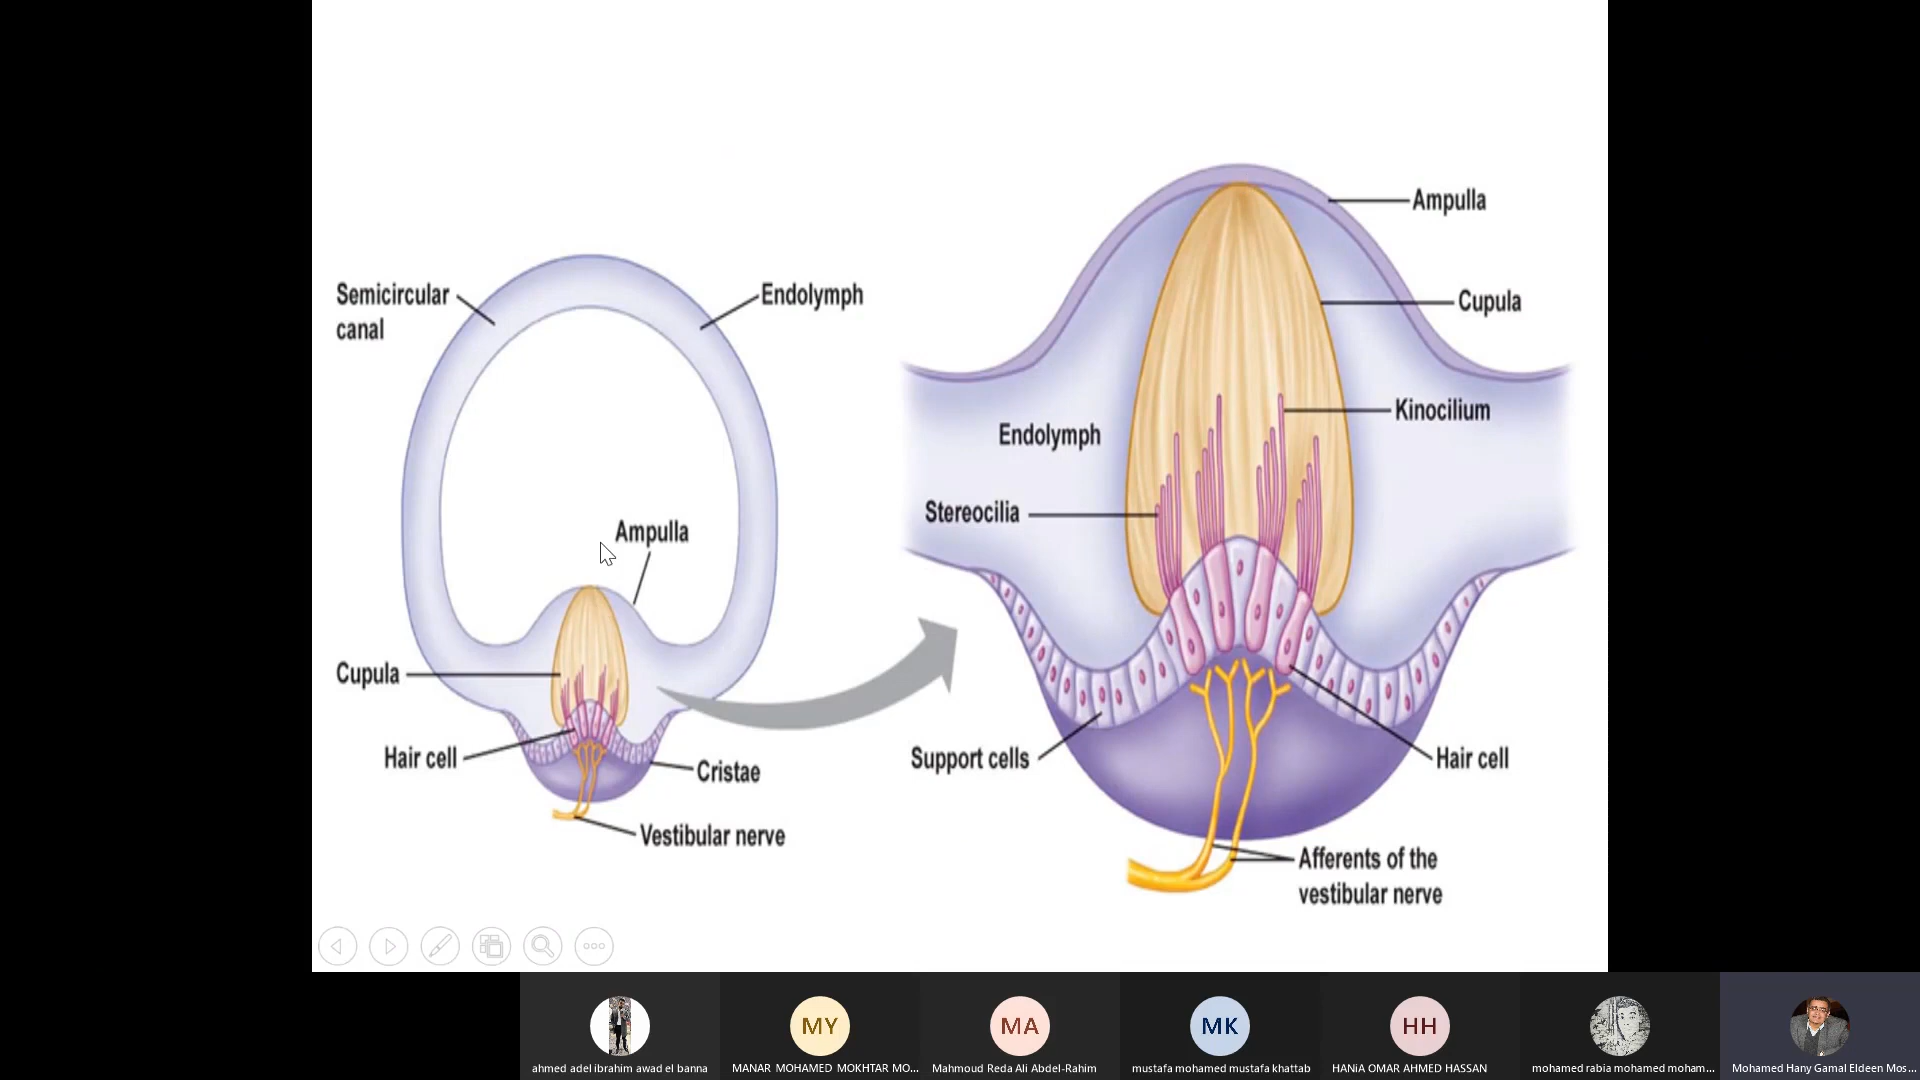 Semicircular
canal
Endolymph
Ampulla
Cupula
Hair cell
Cristae
Vestibular nerve
Ampulla
Cupula
Kinocilium
Endolymph
Stereocilia
Support cells
Hair cell
Afferents of the
vestibular nerve
MY
MA
MK
HH
ahmed adel ibrahim awad el banna
MANAR MOHAMED MOKHTAR MO...
Mahmoud Reda Ali Abdel-Rahim
mustafa mohamed mustafa khattab
HANiA OMAR AHMED HASSAN
mohamed rabia mohamed moham...
Mohamed Hany Gamal Eldeen Mos...